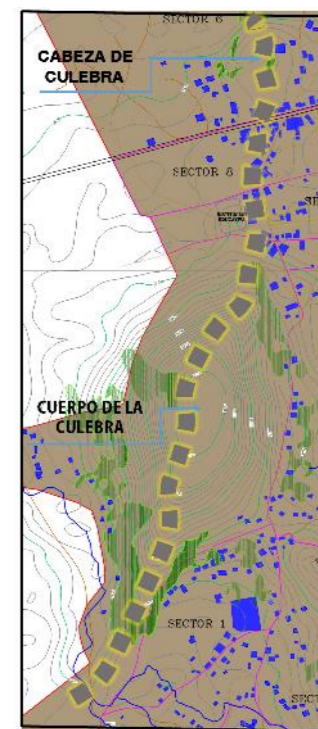 SECTOR 6
CABEZA DE
CULEBRA
SECTOR 8
CUERPO DE LA
CULEBRA
SECTOR 1